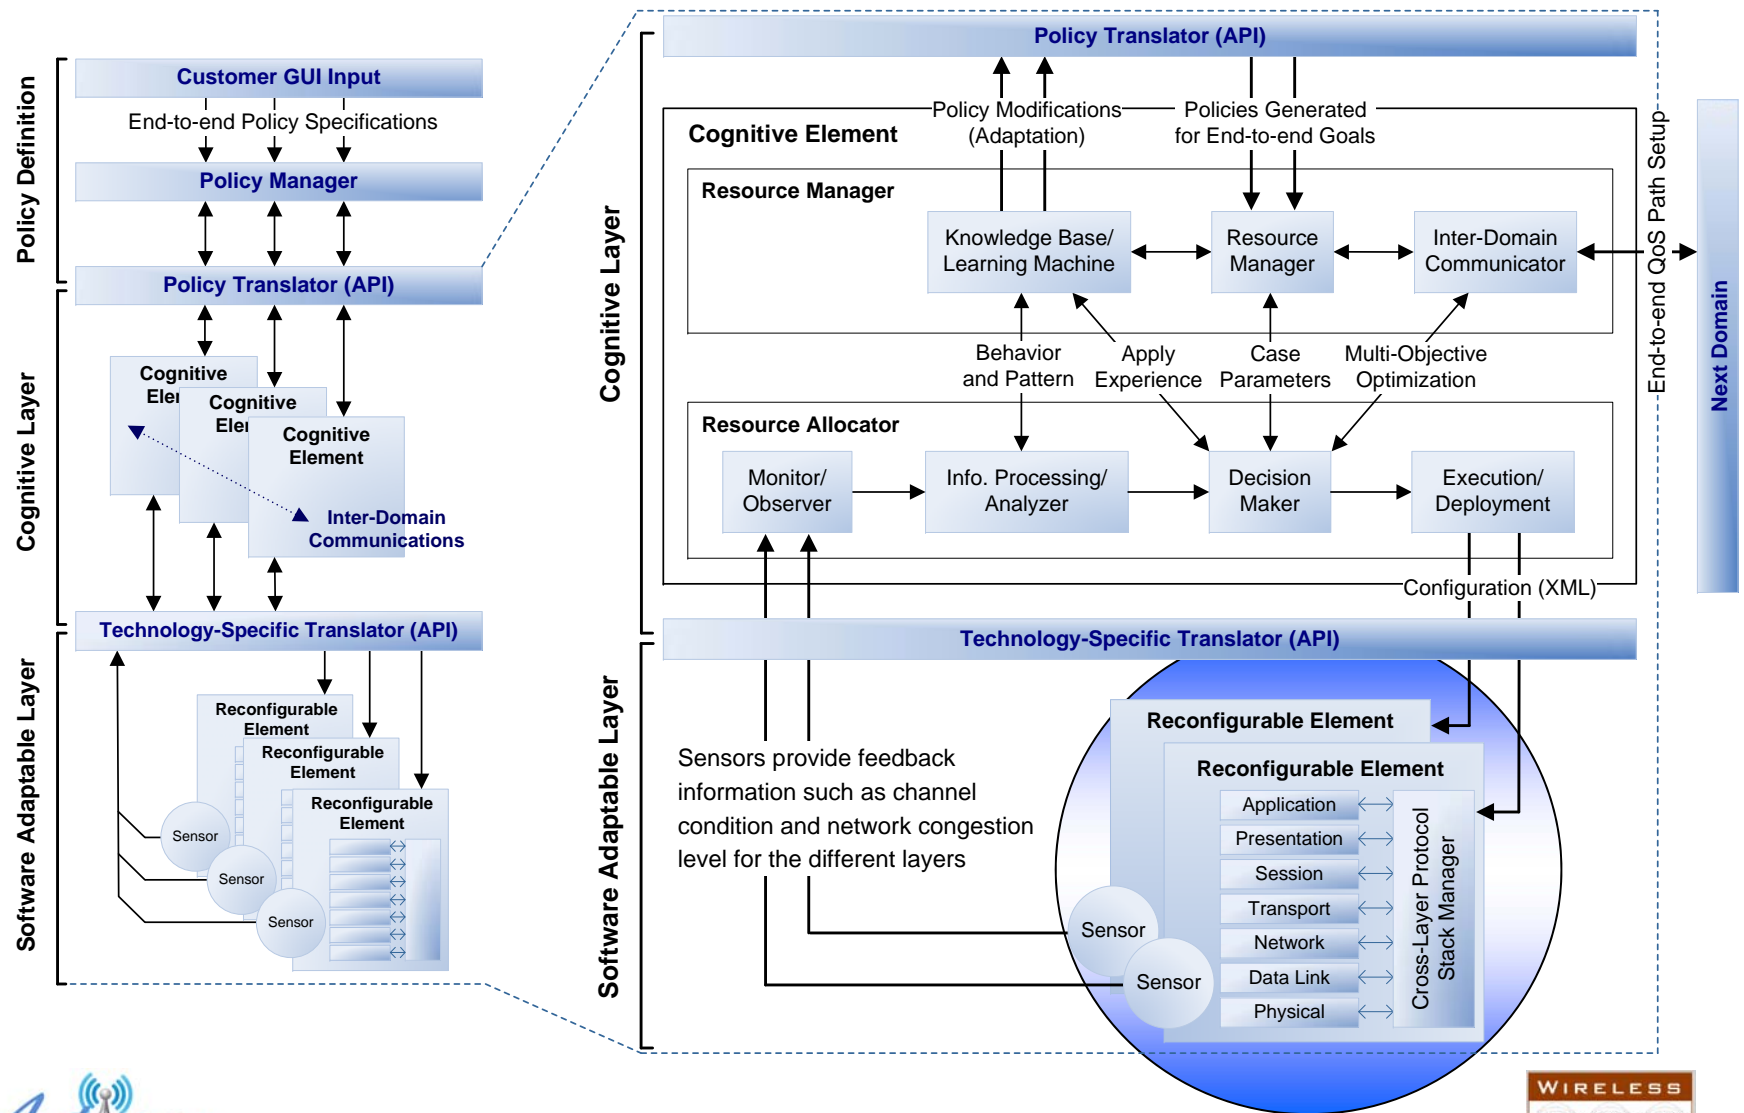 Policy Definition
Customer GUI Input
End-to-end Policy Specifications
Policy Manager
Policy Translator (API)
Cognitive Layer
Cognitive
Cognitive
Cognitive
Element
Inter-Domain
Communications
Technology-Specific Translator (API)
Software Adaptable Layer
Reconfigurable
Element
Reconfigurable
Element
Reconfigurable
Element
Sensor
Sensor
Sensor
Cognitive Layer
Policy Translator (API)
Policy Modifications
(Adaptation)
Policies Generated
for End-to-end Goals
Cognitive Element
Resource Manager
Knowledge Base/
Learning Machine
Resource
Manager
Inter-Domain
Communicator
End-to-end QoS Path Setup
Next Domain
Behavior
and Pattern
Apply
Experience
Case
Parameters
Multi-Objective
Optimization
Resource Allocator
Monitor/
Observer
Info. Processing/
Analyzer
Decision
Maker
Execution/
Deployment
Configuration (XML)
Technology-Specific Translator (API)
Software Adaptable Layer
Sensors provide feedback
information such as channel
condition and network congestion
level for the different layers
Reconfigurable Element
Reconfigurable Element
Application
Presentation
Session
Transport
Network
Data Link
Physical
Cross-Layer Protocol
Stack Manager
Sensor
Sensor
WIRELESS